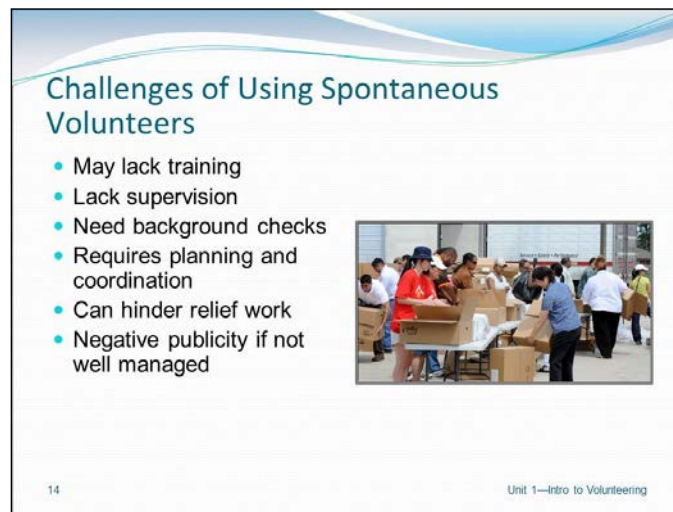 Challenges of Using Spontaneous
Volunteers
• May lack training
• Lack supervision
• Need background checks
• Requires planning and
coordination
• Can hinder relief work
• Negative publicity if not
well managed
14
Unit 1—Intro to Volunteering